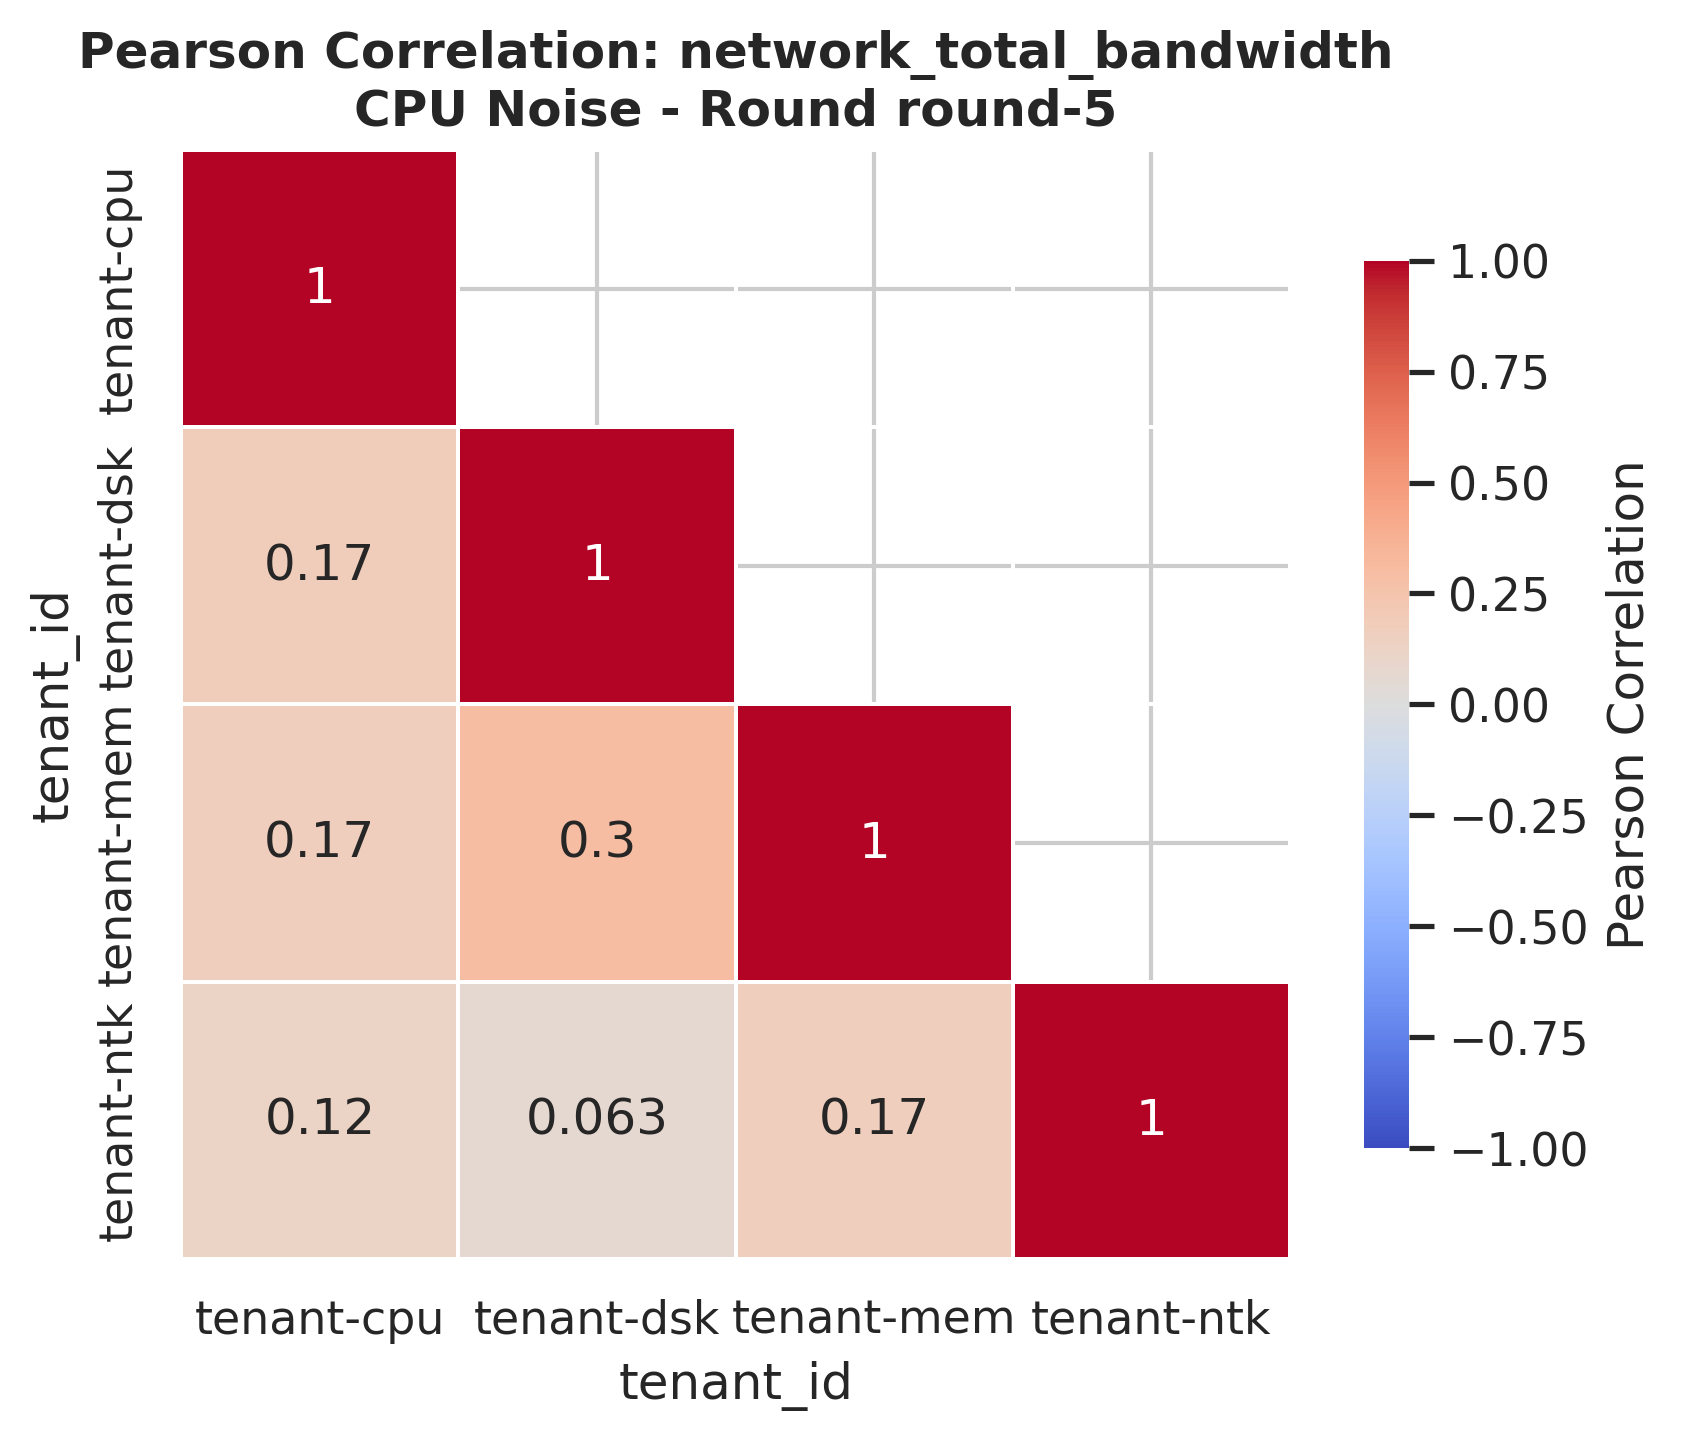 Pearson Correlation: network_total_bandwidth
CPU Noise - Round round-5
tenant_id
tenant-cpu
1
tenant-dsk
0.17
1
tenant-mem
0.17
0.3
1
tenant-ntk
0.12
0.063
0.17
1
tenant-cpu
tenant-dsk
tenant-mem
tenant-ntk
tenant_id
1.00
0.75
0.50
0.25
0.00
−0.25
−0.50
−0.75
−1.00
Pearson Correlation